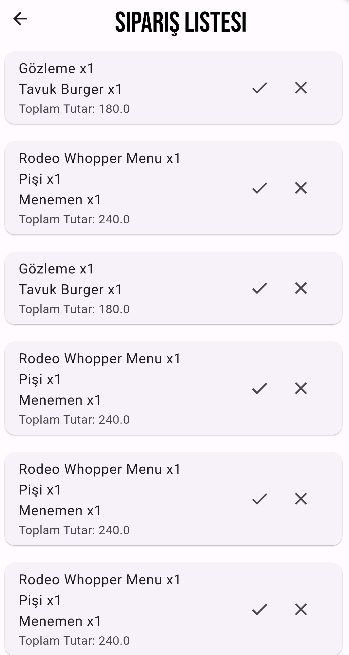 SIPARIŞ LISTESI
Gözleme x1
Tavuk Burger x1
Toplam Tutar: 180.0
Rodeo Whopper Menu x1
Pişi x1
Menemen x1
Toplam Tutar: 240.0
Gözleme x1
Tavuk Burger x1
Toplam Tutar: 180.0
Rodeo Whopper Menu x1
Pişi x1
Menemen x1
Toplam Tutar: 240.0
Rodeo Whopper Menu x1
Pişi x1
Menemen x1
Toplam Tutar: 240.0
Rodeo Whopper Menu x1
Pişi x1
Menemen x1
Toplam Tutar: 240.0